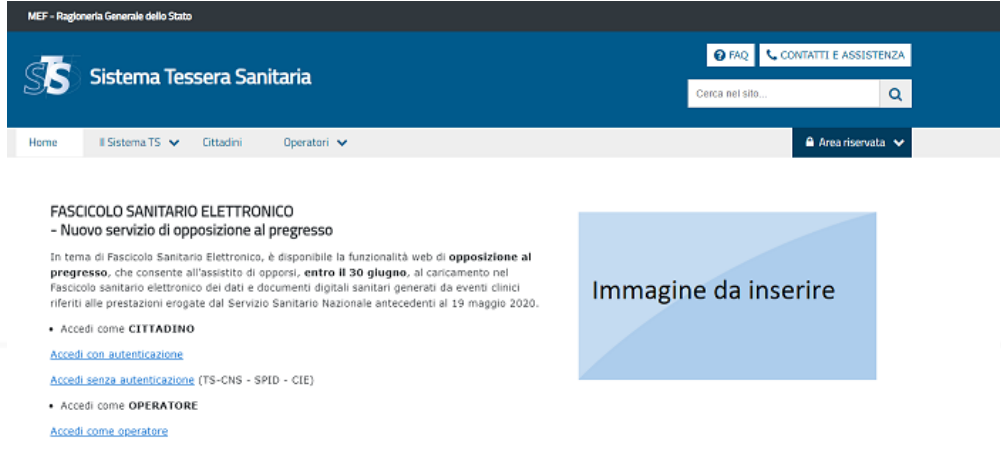 MEF - Ragioneria Generale dello Stato
FAQ
CONTATTI E ASSISTENZA
STS
Sistema Tessera Sanitaria
Cerca nel sito...
Home
Il Sistema TS
Cittadini
Operatori
Area riservata
FASCICOLO SANITARIO ELETTRONICO
- Nuovo servizio di opposizione al pregresso
In tema di Fascicolo Sanitario Elettronico, è disponibile la funzionalità web di opposizione al
pregresso, che consente all'assistito di opporsi, entro il 30 giugno, al caricamento nel
Fascicolo sanitario elettronico dei dati e documenti digitali sanitari generati da eventi clinici
riferiti alle prestazioni erogate dal Servizio Sanitario Nazionale antecedenti al 19 maggio 2020.
• Accedi come CITTADINO
Accedi con autenticazione
Accedi senza autenticazione (TS-CNS - SPID - CIE)
• Accedi come OPERATORE
Accedi come operatore
Immagine da inserire